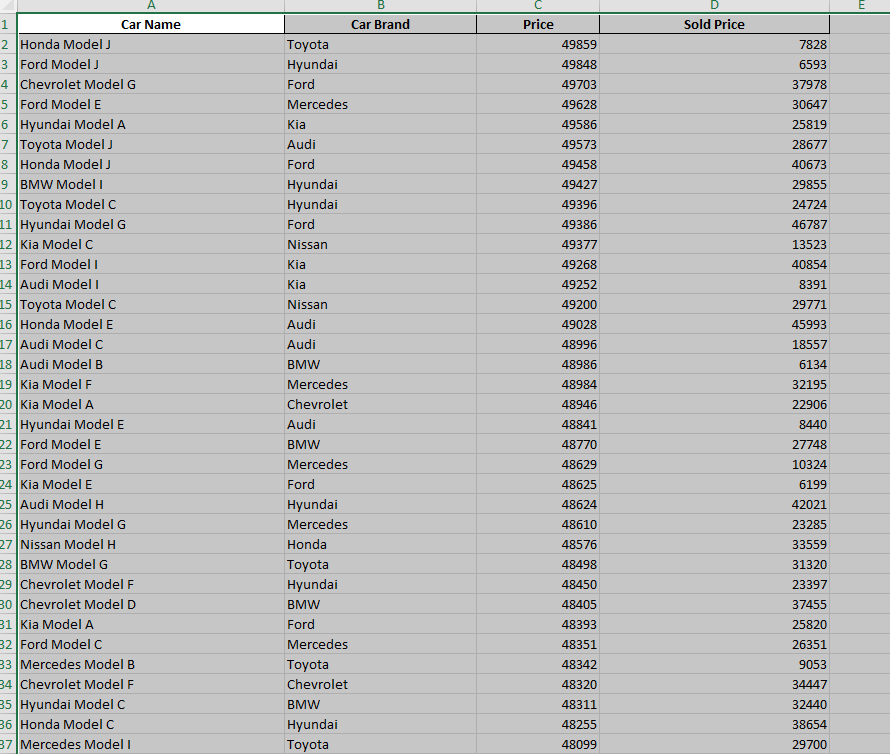 A B C D E
1 Car Name Car Brand Price Sold Price
2 Honda Model J Toyota 49859 7828
3 Ford Model J Hyundai 49848 6593
4 Chevrolet Model G Ford 49703 37978
5 Ford Model E Mercedes 49628 30647
6 Hyundai Model A Kia 49586 25819
7 Toyota Model J Audi 49573 28677
8 Honda Model J Ford 49458 40673
9 BMW Model I Hyundai 49427 29855
10 Toyota Model C Hyundai 49396 24724
11 Hyundai Model G Ford 49386 46787
12 Kia Model C Nissan 49377 13523
13 Ford Model I Kia 49268 40854
14 Audi Model I Kia 49252 8391
15 Toyota Model C Nissan 49200 29771
16 Honda Model E Audi 49028 45993
17 Audi Model C Audi 48996 18557
18 Audi Model B BMW 48986 6134
19 Kia Model F Mercedes 48984 32195
20 Kia Model A Chevrolet 48946 22906
21 Hyundai Model E Audi 48841 8440
22 Ford Model E BMW 48770 27748
23 Ford Model G Mercedes 48629 10324
24 Kia Model E Ford 48625 6199
25 Audi Model H Hyundai 48624 42021
26 Hyundai Model G Mercedes 48610 23285
27 Nissan Model H Honda 48576 33559
28 BMW Model G Toyota 48498 31320
29 Chevrolet Model F Hyundai 48450 23397
30 Chevrolet Model D BMW 48405 37455
31 Kia Model A Ford 48393 25820
32 Ford Model C Mercedes 48351 26351
33 Mercedes Model B Toyota 48342 9053
34 Chevrolet Model F Chevrolet 48320 34447
35 Hyundai Model C BMW 48311 32440
36 Honda Model C Hyundai 48255 38654
37 Mercedes Model I Toyota 48099 29700